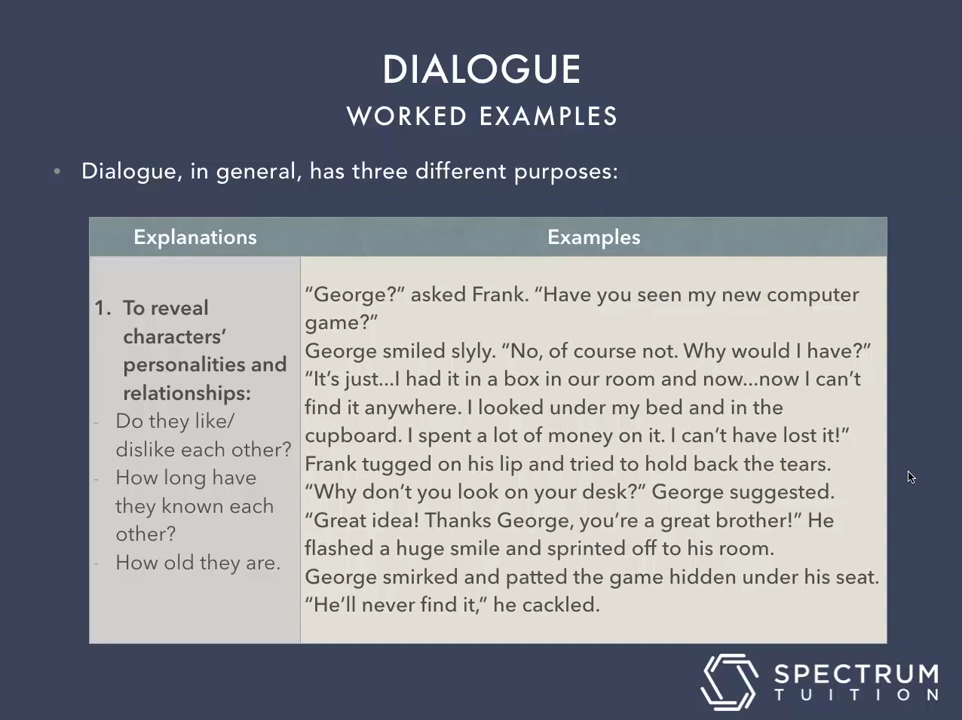 DIALOGUE
WORKED EXAMPLES
• Dialogue, in general, has three different purposes:
Explanations
Examples
1. To reveal
characters’
personalities and
relationships:
- Do they like/
dislike each other?
- How long have
they known each
other?
- How old they are.
“George?” asked Frank. “Have you seen my new computer
game?”
George smiled slyly. “No, of course not. Why would I have?”
“It’s just...I had it in a box in our room and now...now I can’t
find it anywhere. I looked under my bed and in the
cupboard. I spent a lot of money on it. I can’t have lost it!”
Frank tugged on his lip and tried to hold back the tears.
“Why don’t you look on your desk?” George suggested.
“Great idea! Thanks George, you’re a great brother!” He
flashed a huge smile and sprinted off to his room.
George smirked and patted the game hidden under his seat.
“He’ll never find it,” he cackled.
SPECTRUM
TUITION